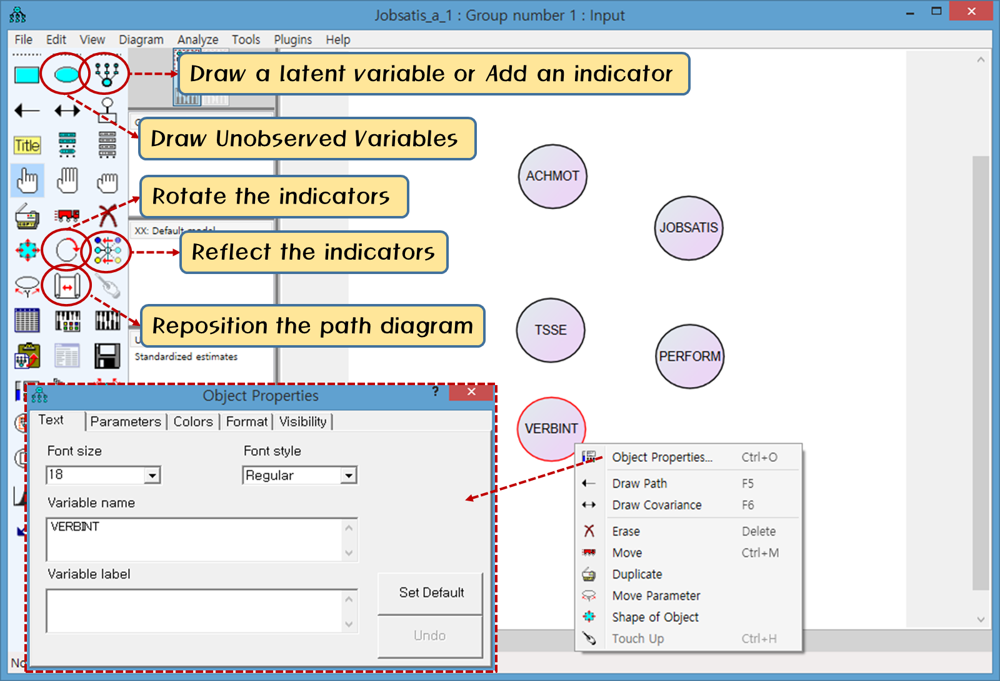 Jobsatis_a_1 : Group number 1 : Input
File Edit View Diagram Analyze Tools Plugins Help
Draw a latent variable or Add an indicator
Draw Unobserved Variables
Title
Rotate the indicators
XX: Default model
Reflect the indicators
Reposition the path diagram
Standardized estimates
ACHMOT
JOBSATIS
TSSE
PERFORM
VERBINT
Object Properties
?
Text Parameters Colors Format Visibility
Font size Font style
18 Regular
Variable name
VERBINT
Variable label
Set Default
Undo
Object Properties... Ctrl+O
Draw Path F5
Draw Covariance F6
Erase Delete
Move Ctrl+M
Duplicate
Move Parameter
Shape of Object
Touch Up Ctrl+H